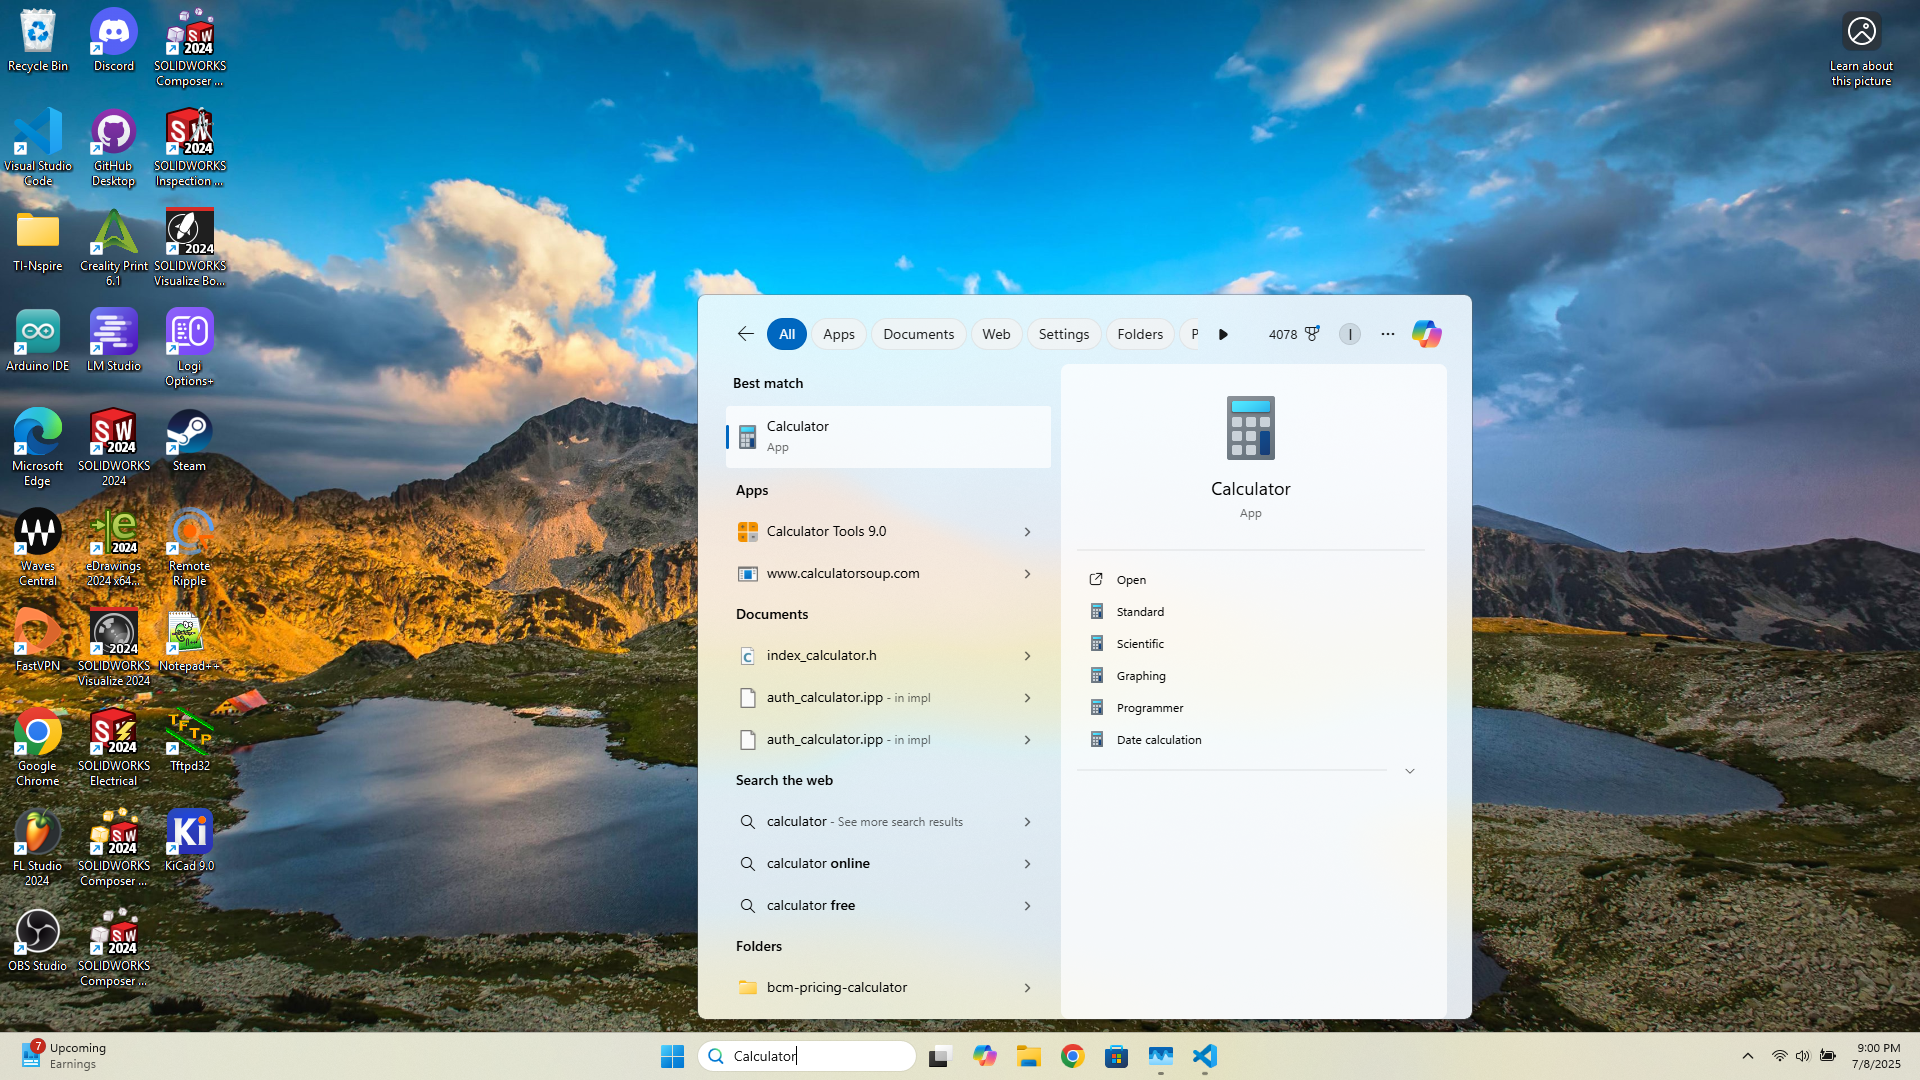 Recycle Bin
Discord
SOLIDWORKS
Composer ...
Visual Studio
Code
GitHub
Desktop
SOLIDWORKS
Inspection ...
TI-Nspire
Creality Print
6.1
SOLIDWORKS
Visualize Bo...
Arduino IDE
LM Studio
Logi
Options+
Microsoft
Edge
SOLIDWORKS
2024
Steam
Waves
Central
eDrawings
2024 x64...
Remote
Ripple
FastVPN
SOLIDWORKS
Visualize 2024
Notepad++
Google
Chrome
SOLIDWORKS
Electrical
Tftpd32
FL Studio
2024
SOLIDWORKS
Composer ...
KiCad 9.0
OBS Studio
SOLIDWORKS
Composer ...
Learn about
this picture
All Apps Documents Web Settings Folders P 4078 I ...
Best match
Calculator
App
Apps
Calculator Tools 9.0
www.calculatorsoup.com
Documents
index_calculator.h
auth_calculator.ipp - in impl
auth_calculator.ipp - in impl
Search the web
calculator - See more search results
calculator online
calculator free
Folders
bcm-pricing-calculator
Calculator
App
Open
Standard
Scientific
Graphing
Programmer
Date calculation
7
Upcoming
Earnings
Calculator
9:00 PM
7/8/2025